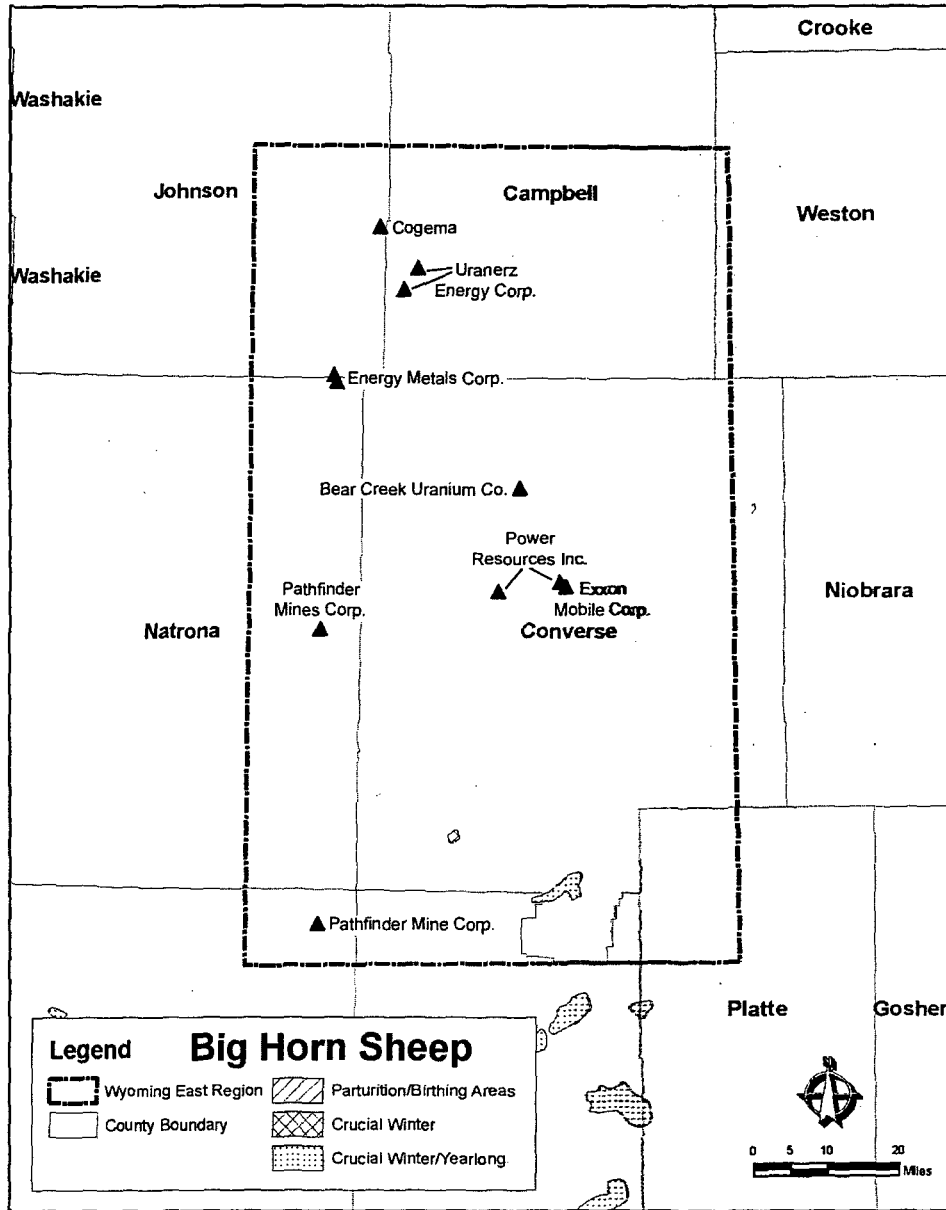 Crooke
Washakie
Johnson
Campbell
Weston
Cogema
Washakie
Uranerz
Energy Corp.
Energy Metals Corp.
Bear Creek Uranium Co.
Power
Resources Inc.
Pathfinder
Mines Corp.
Exxon
Mobile Corp.
Niobrara
Natrona
Converse
Pathfinder Mine Corp.
Platte
Goshen
Legend
Big Horn Sheep
Wyoming East Region
County Boundary
Parturition/Birthing Areas
Crucial Winter
Crucial Winter/Yearlong
0 5 10 20
Miles